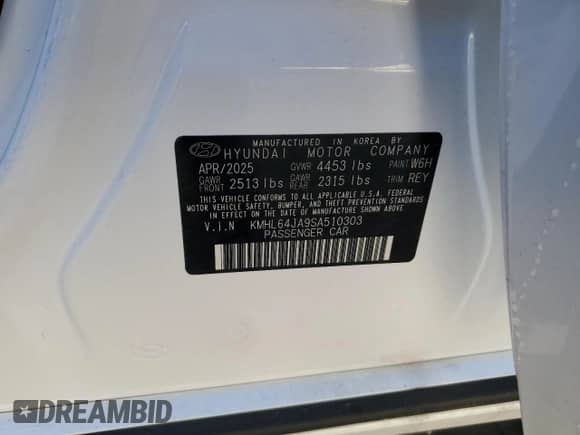 MANUFACTURED IN KOREA BY
HYUNDAI MOTOR COMPANY
APR/2025 GVWR 4453 lbs PAINT W6H
GAWR FRONT 2513 lbs GAWR REAR 2315 lbs TRIM REY
THIS VEHICLE CONFORMS TO ALL APPLICABLE U.S.A. FEDERAL
MOTOR VEHICLE SAFETY, BUMPER, AND THEFT PREVENTION STANDARDS
IN EFFECT ON THE DATE OF MANUFACTURE SHOWN ABOVE.
V.I.N KMHL64JA9SA510303
PASSENGER CAR
DREAMBID